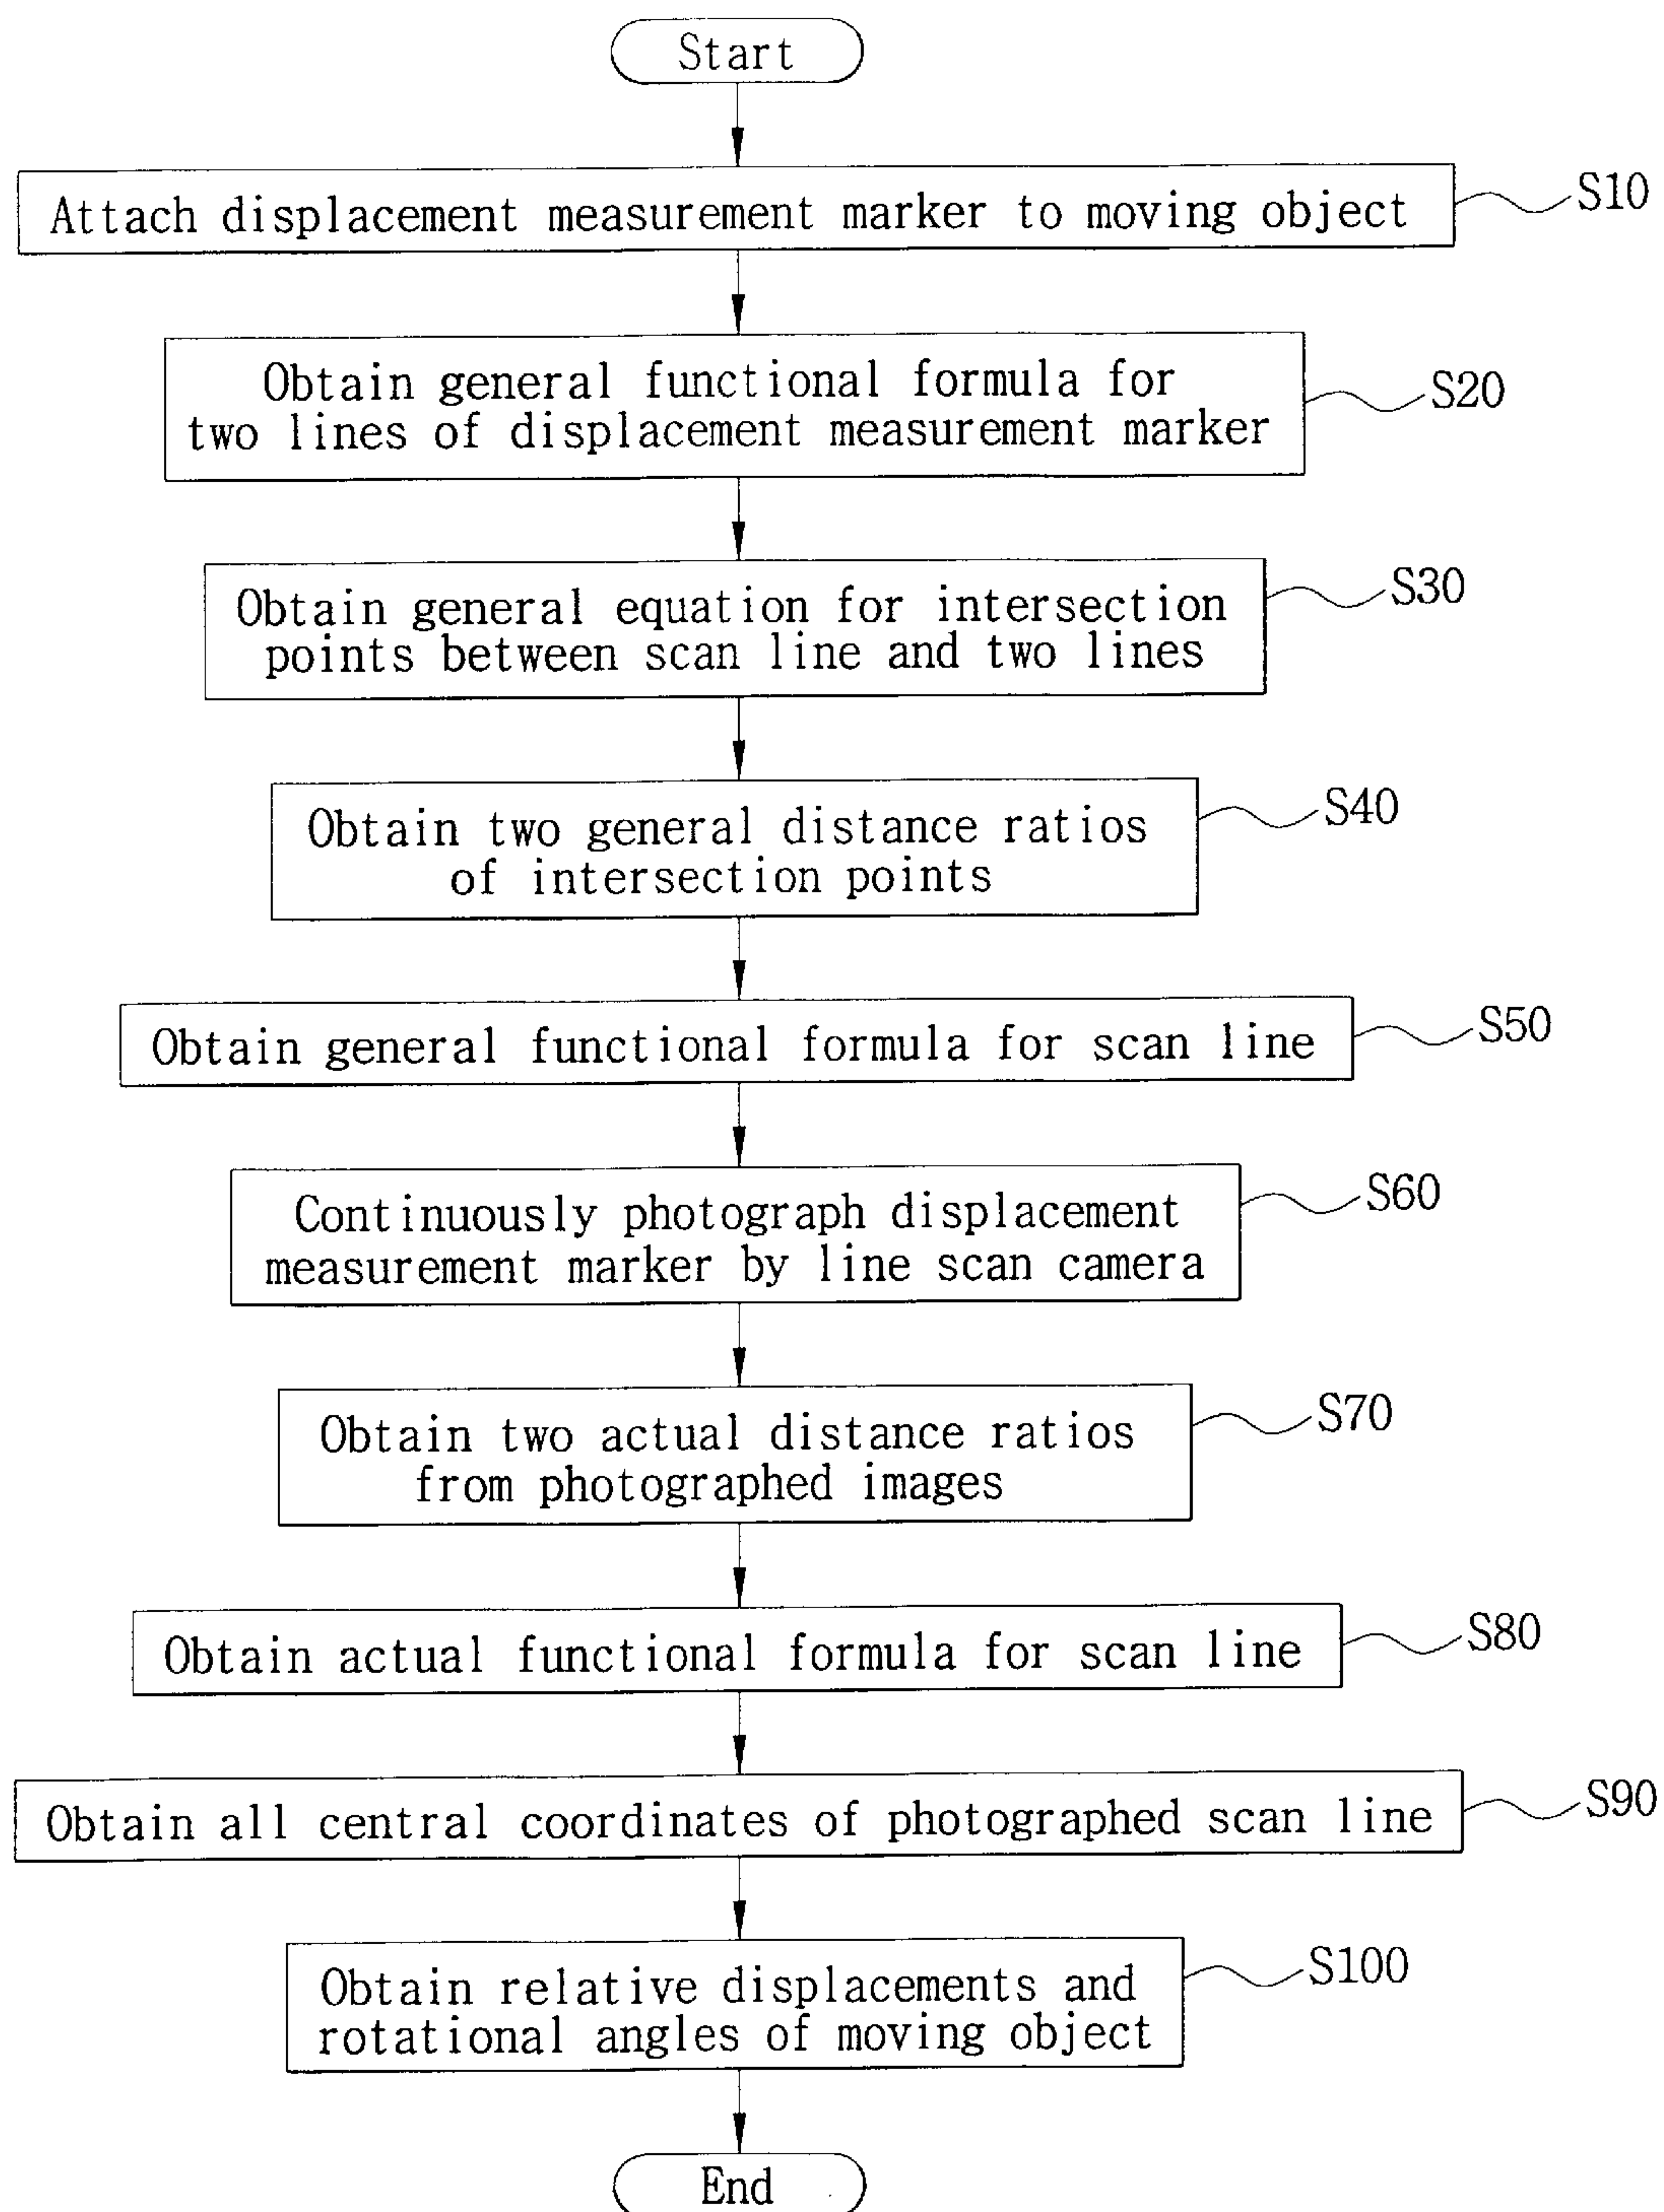 Start
Attach displacement measurement marker to moving object
S10
Obtain general functional formula for
two lines of displacement measurement marker
S20
Obtain general equation for intersection
points between scan line and two lines
S30
Obtain two general distance ratios
of intersection points
S40
Obtain general functional formula for scan line
S50
Continuously photograph displacement
measurement marker by line scan camera
S60
Obtain two actual distance ratios
from photographed images
S70
Obtain actual functional formula for scan line
S80
Obtain all central coordinates of photographed scan line
S90
Obtain relative displacements and
rotational angles of moving object
S100
End